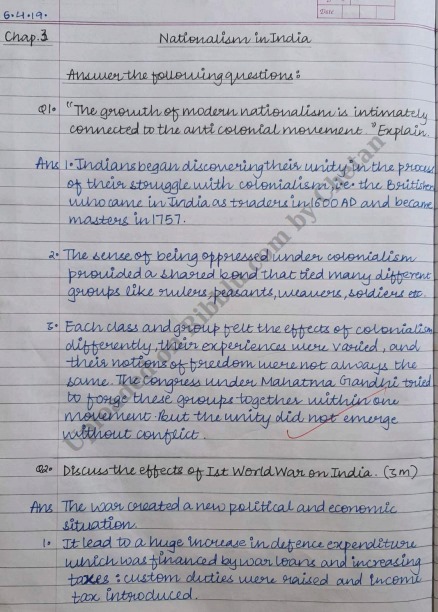 Date
6.4.19.
Chap. 3 Nationalism in India
Answer the following questions:
Q1. "The growth of modern nationalism is intimately
connected to the anti colonial movement." Explain.
Ans 1. Indians began discovering their unity in the process
of their struggle with colonialism i.e. the Britishers
who came in India as traders in 1600 AD and became
masters in 1757.
2. The sense of being oppressed under colonialism
provided a shared bond that tied many different
groups like rulers, peasants, weavers, soldiers etc.
3. Each class and group felt the effects of colonialism
differently, their experiences were varied, and
their notions of freedom were not always the
same. The Congress under Mahatma Gandhi tried
to forge these groups together within one
movement. but the unity did not emerge
without conflict.
Q2. Discuss the effects of Ist World War on India. (3m)
Ans The war created a new political and economic
situation.
1. It lead to a huge increase in defence expenditure
which was financed by war loans and increasing
taxes: custom duties were raised and income
tax introduced.